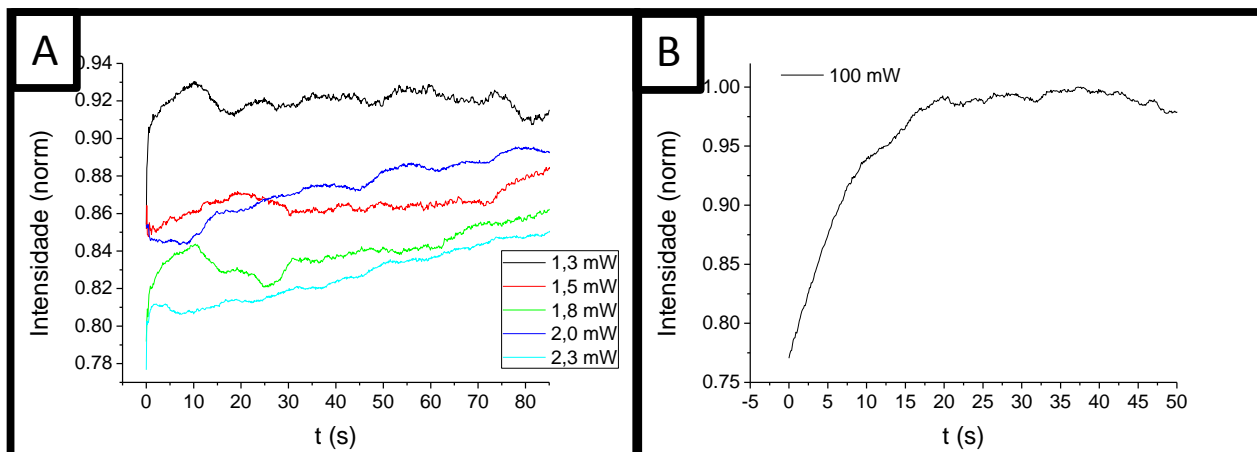 A
0.94
0.92
0.90
0.88
0.86
0.84
0.82
0.80
0.78
Intensidade (norm)
1,3 mW
1,5 mW
1,8 mW
2,0 mW
2,3 mW
0 10 20 30 40 50 60 70 80
t (s)
B
100 mW
1.00
0.95
0.90
0.85
0.80
0.75
Intensidade (norm)
-5 0 5 10 15 20 25 30 35 40 45 50
t (s)